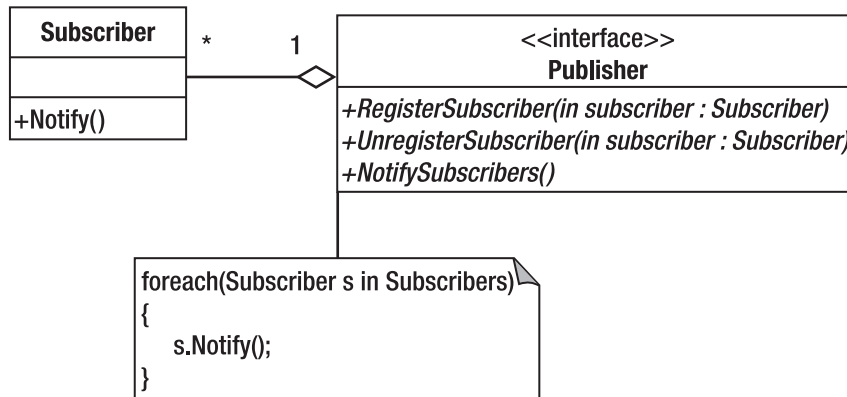 Subscriber
+Notify()
*
1
<<interface>>
Publisher
+RegisterSubscriber(in subscriber : Subscriber)
+UnregisterSubscriber(in subscriber : Subscriber)
+NotifySubscribers()
foreach(Subscriber s in Subscribers)
{
s.Notify();
}